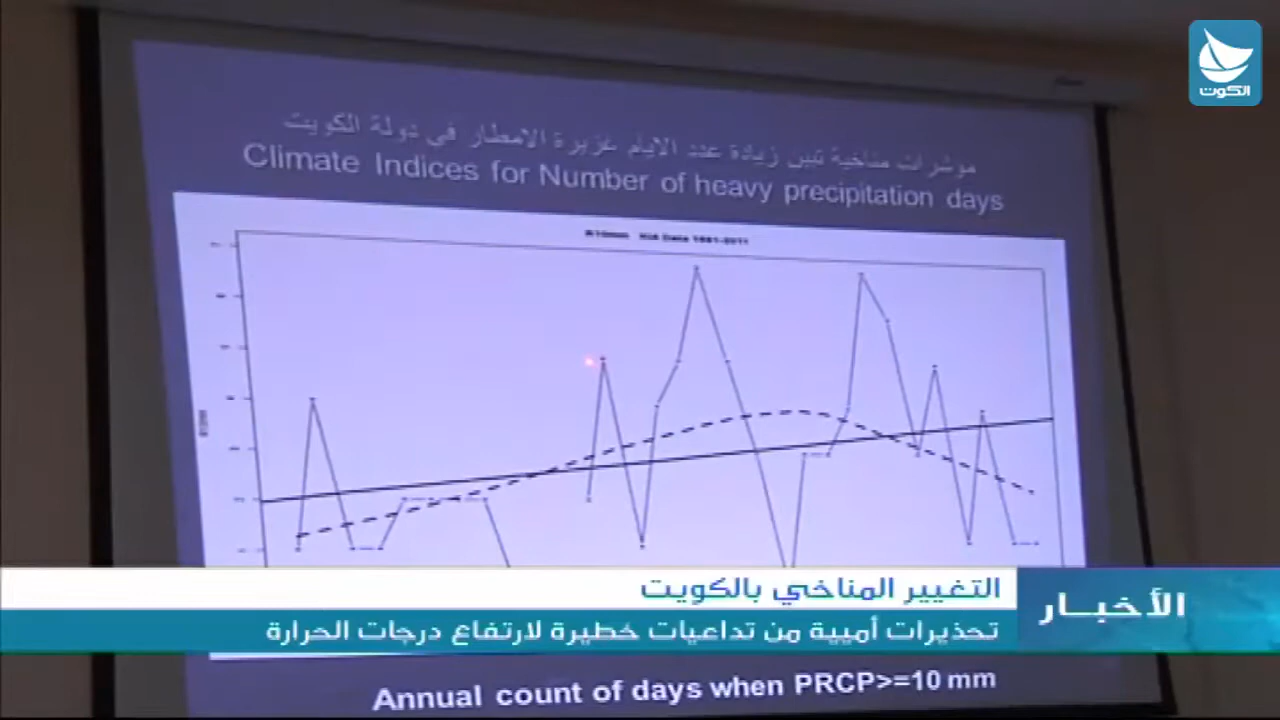 الكوت
مؤشرات مناخية تبين زيادة عدد الايام غزيرة الامطار في دولة الكويت
Climate Indices for Number of heavy precipitation days
التغيير المناخي بالكويت
الأخبار
تحذيرات أممية من تداعيات خطيرة لارتفاع درجات الحرارة
Annual count of days when PRCP>=10 mm